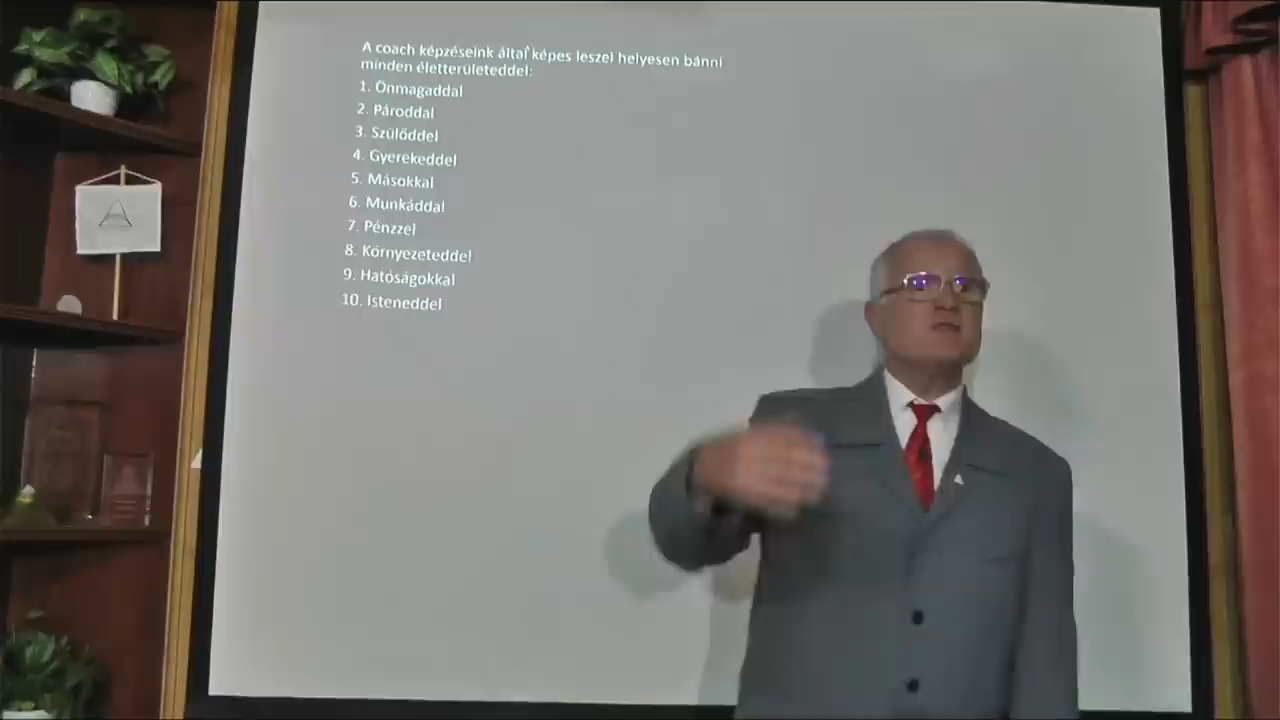 A coach képzéseink által képes leszel helyesen bánni
minden életterületeddel:
1. Önmagaddal
2. Pároddal
3. Szülőddel
4. Gyerekeddel
5. Másokkal
6. Munkáddal
7. Pénzzel
8. Környezeteddel
9. Hatóságokkal
10. Isteneddel